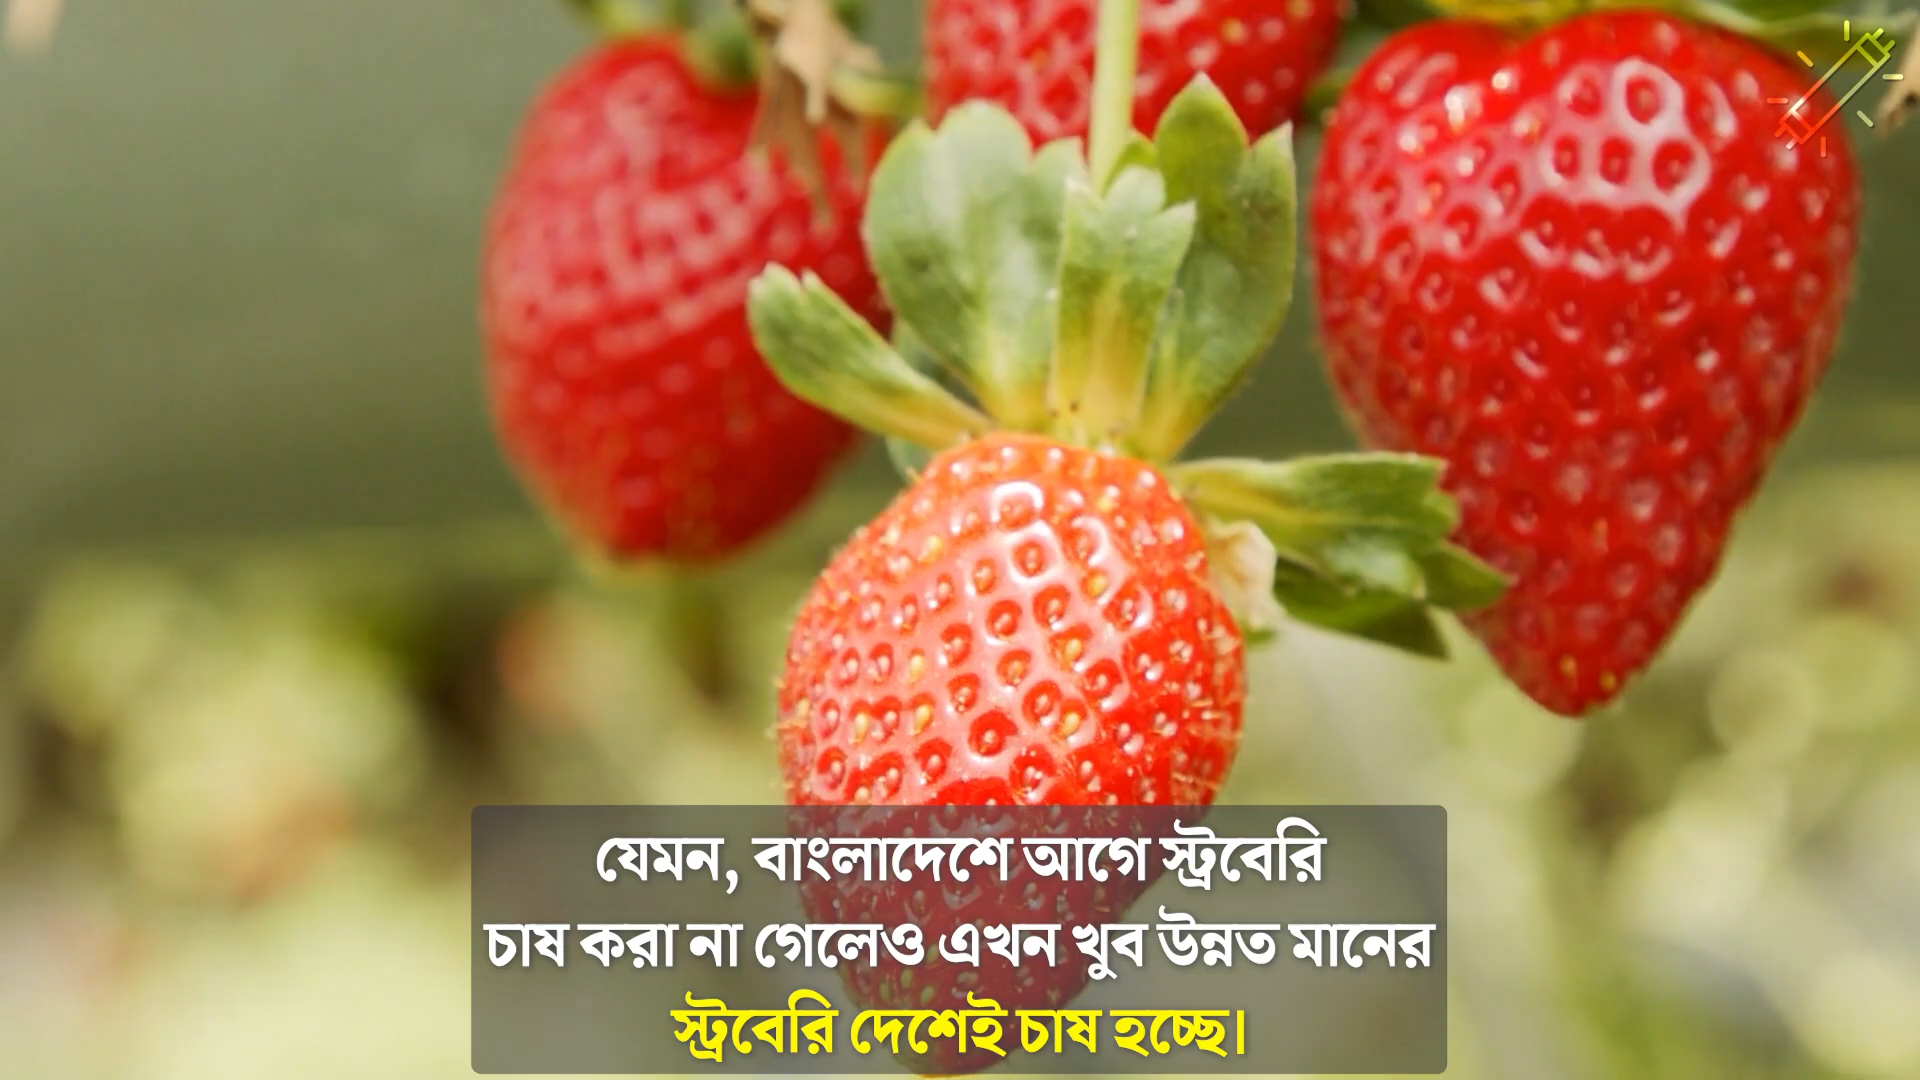 যেমন, বাংলাদেশে আগে স্ট্রবেরি
চাষ করা না গেলেও এখন খুব উন্নত মানের
স্ট্রবেরি দেশেই চাষ হচ্ছে।